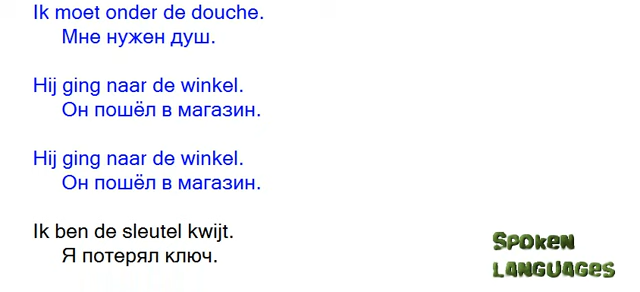 Ik moet onder de douche.
Мне нужен душ.
Hij ging naar de winkel.
Он пошёл в магазин.
Hij ging naar de winkel.
Он пошёл в магазин.
Ik ben de sleutel kwijt.
Я потерял ключ.
Spoken
Languages